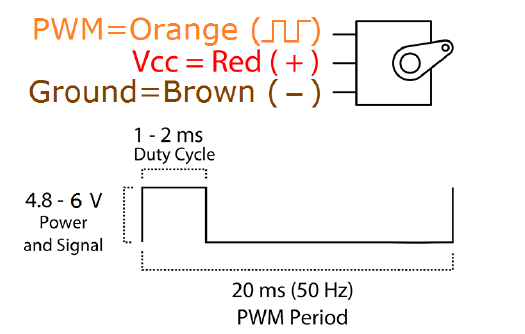 PWM=Orange (⎍⎍)
Vcc = Red ( + )
Ground=Brown ( − )
1 - 2 ms
Duty Cycle
4.8 - 6 V
Power
and Signal
20 ms (50 Hz)
PWM Period